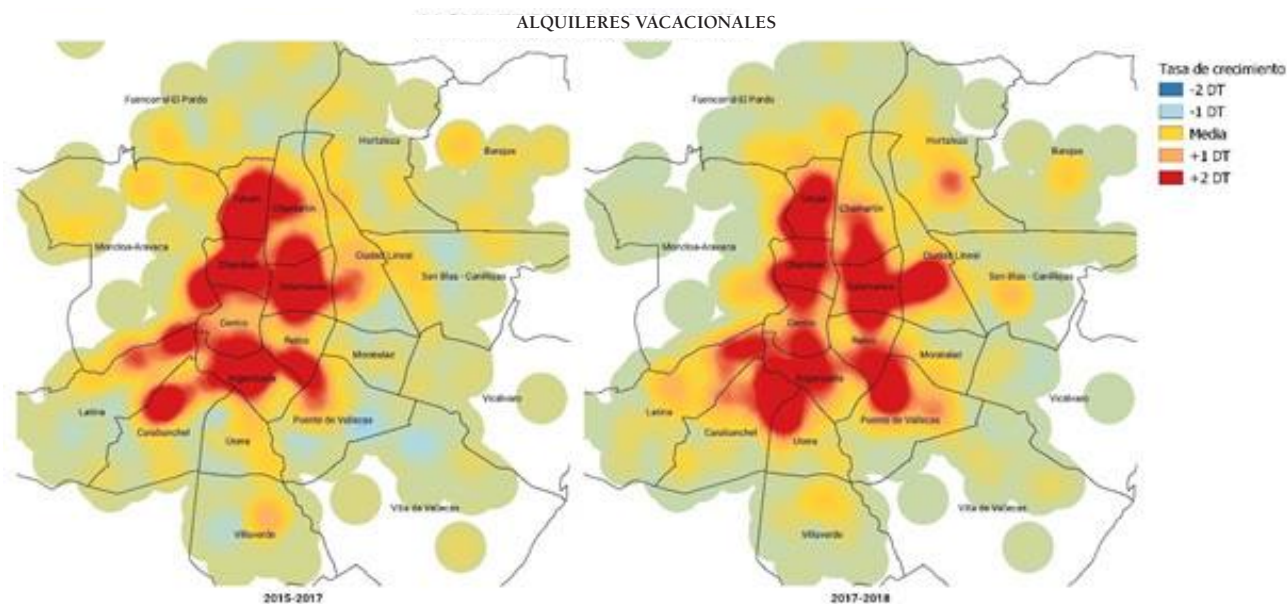 ALQUILERES VACACIONALES
Fuencarral-El Pardo
Hortaleza
Barajas
Tetuán
Chamartín
Moncloa-Aravaca
Chamberí
Ciudad Lineal
San Blas - Canillejas
Salamanca
Centro
Retiro
Moratalaz
Arganzuela
Vicálvaro
Latina
Carabanchel
Usera
Puente de Vallecas
Villa de Vallecas
Villaverde
2015-2017
Fuencarral-El Pardo
Hortaleza
Barajas
Tetuán
Chamartín
Moncloa-Aravaca
Chamberí
Ciudad Lineal
San Blas - Canillejas
Salamanca
Centro
Retiro
Moratalaz
Arganzuela
Vicálvaro
Latina
Carabanchel
Usera
Puente de Vallecas
Villa de Vallecas
Villaverde
2017-2018
Tasa de crecimiento
-2 DT
-1 DT
Media
+1 DT
+2 DT